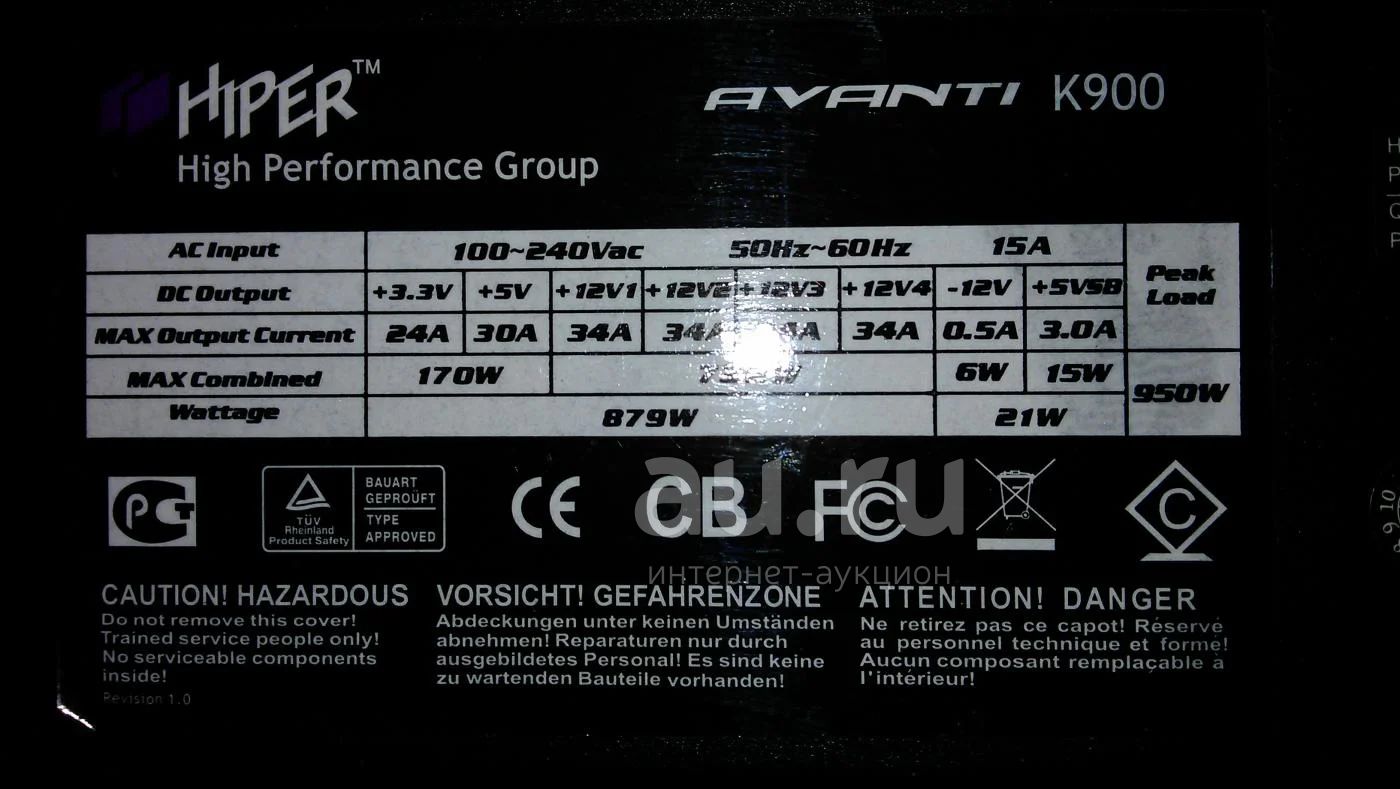 HIPER™
AVANTI K900
High Performance Group
AC Input 100~240Vac 50Hz~60Hz 15A Peak Load
DC Output +3.3V +5V +12V1 +12V2 +12V3 +12V4 -12V +5VSB
MAX Output Current 24A 30A 34A 34A 34A 0.5A 3.0A
MAX Combined 170W 6W 15W 950W
Wattage 879W 21W
PCT
TÜV
Rheinland
Product Safety
BAUART
GEPROÜFT
TYPE
APPROVED
CE
CB
FC
C
au.ru
интернет-аукцион
CAUTION! HAZARDOUS
Do not remove this cover!
Trained service people only!
No serviceable components
inside!
Revision 1.0
VORSICHT! GEFAHRENZONE
Abdeckungen unter keinen Umständen
abnehmen! Reparaturen nur durch
ausgebildetes Personal! Es sind keine
zu wartenden Bauteile vorhanden!
ATTENTION! DANGER
Ne retirez pas ce capot! Réservé
au personnel technique et formé!
Aucun composant remplaçable à
l'intérieur!
9 10